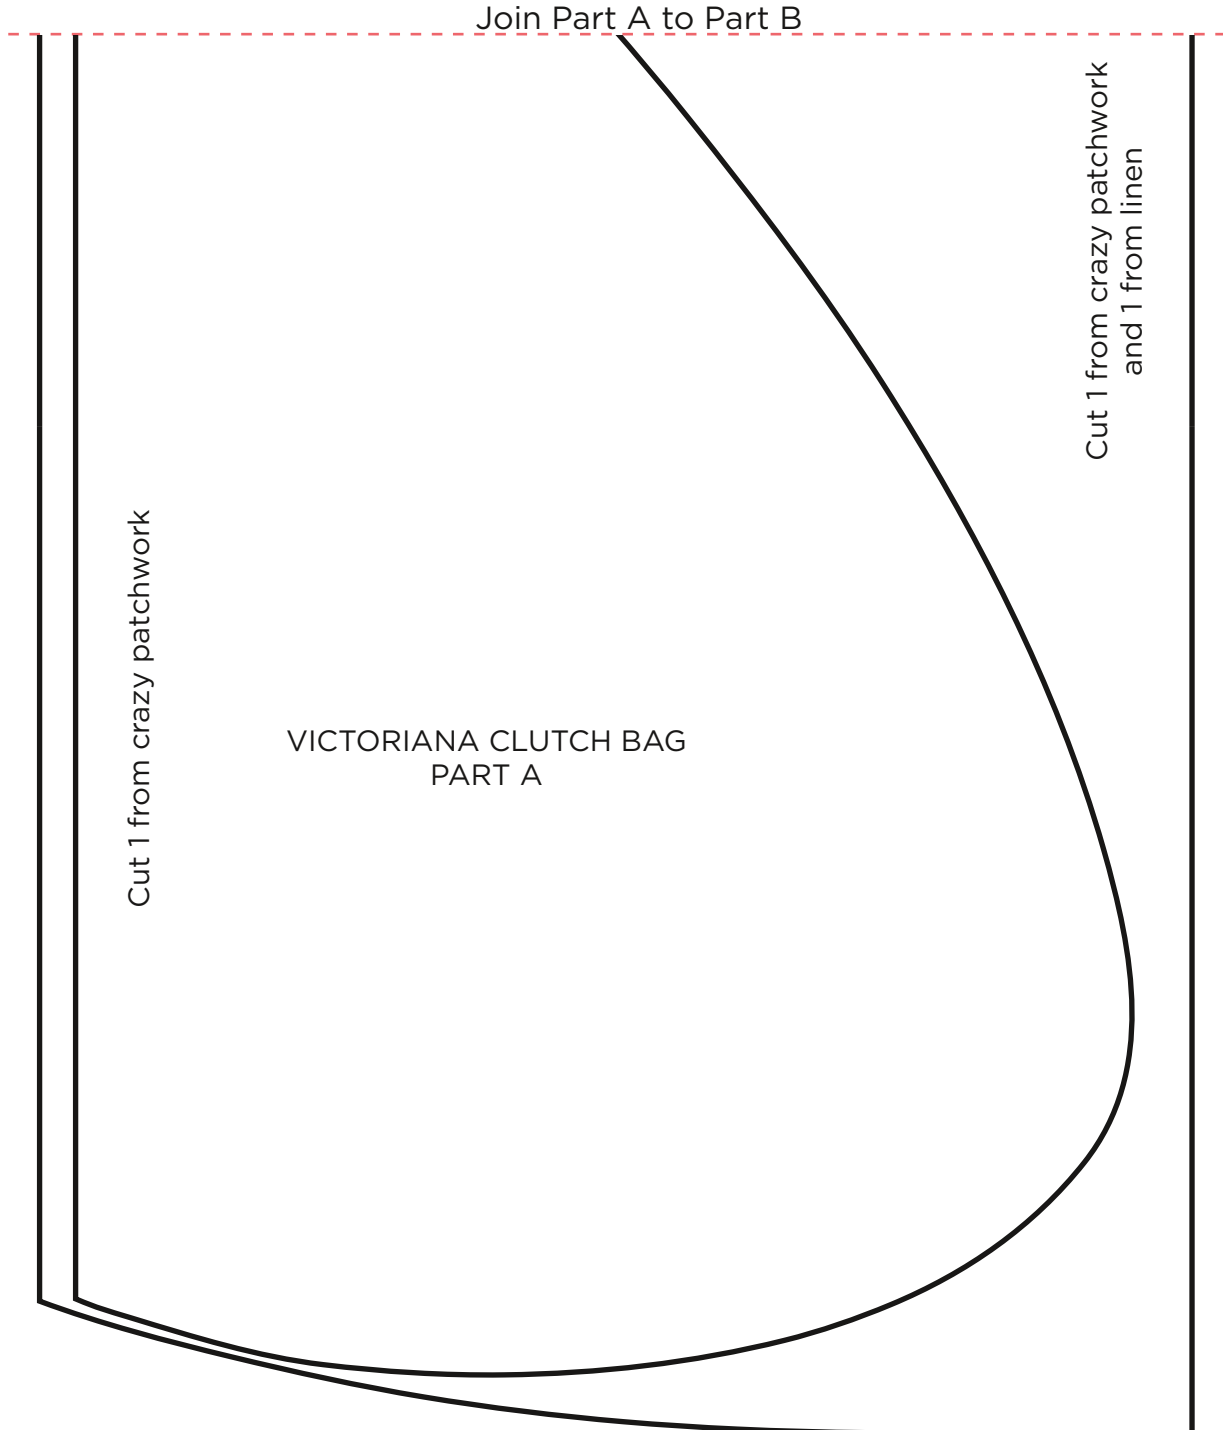 Join Part A to Part B
Cut 1 from crazy patchwork
and 1 from linen
Cut 1 from crazy patchwork
VICTORIANA CLUTCH BAG
PART A